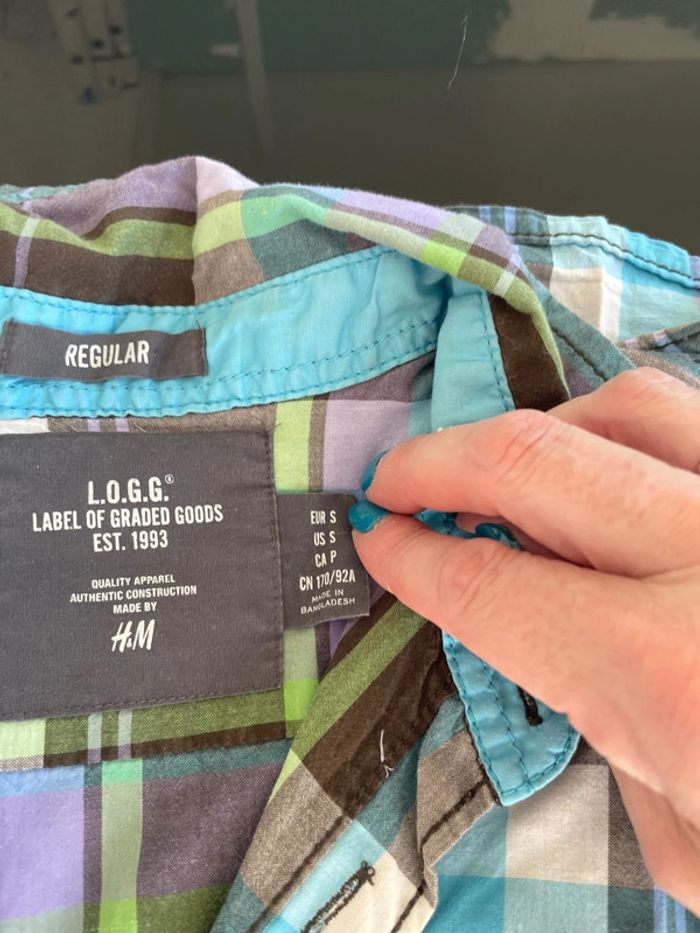 REGULAR
L.O.G.G.®
LABEL OF GRADED GOODS
EST. 1993
QUALITY APPAREL
AUTHENTIC CONSTRUCTION
MADE BY
H&M
EUR S
US S
CA P
CN 170/92A
MADE IN
BANGLADESH